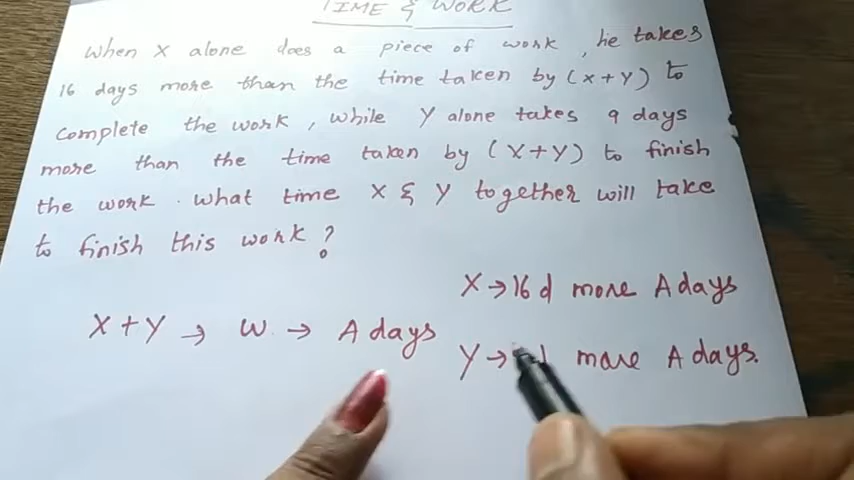 TIME & WORK
When X alone does a piece of work, he takes
16 days more than the time taken by (X+Y) to
complete the work, while Y alone takes 9 days
more than the time taken by (X+Y) to finish
the work. What time X & Y together will take
to finish this work?
X → 16 d more A days
X+Y → W. → A days
Y → d more A days.